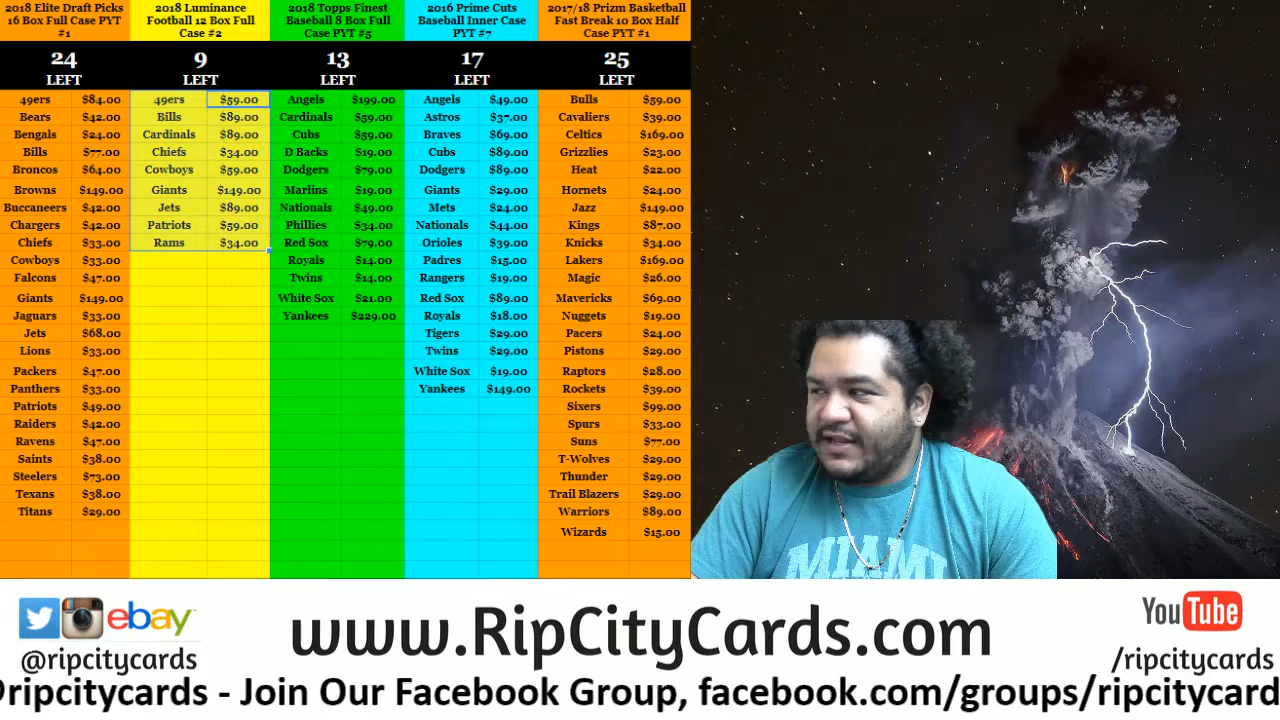 2018 Elite Draft Picks
16 Box Full Case PYT
#1
24
LEFT
49ers $84.00
Bears $42.00
Bengals $24.00
Bills $77.00
Broncos $64.00
Browns $149.00
Buccaneers $42.00
Chargers $42.00
Chiefs $33.00
Cowboys $33.00
Falcons $47.00
Giants $149.00
Jaguars $33.00
Jets $68.00
Lions $33.00
Packers $47.00
Panthers $33.00
Patriots $49.00
Raiders $42.00
Ravens $47.00
Saints $38.00
Steelers $73.00
Texans $38.00
Titans $29.00
2018 Luminance
Football 12 Box Full
Case #2
9
LEFT
49ers $59.00
Bills $89.00
Cardinals $89.00
Chiefs $34.00
Cowboys $59.00
Giants $149.00
Jets $89.00
Patriots $59.00
Rams $34.00
2018 Topps Finest
Baseball 8 Box Full
Case PYT #5
13
LEFT
Angels $199.00
Cardinals $59.00
Cubs $59.00
D Backs $19.00
Dodgers $79.00
Marlins $19.00
Nationals $49.00
Phillies $34.00
Red Sox $79.00
Royals $14.00
Twins $14.00
White Sox $21.00
Yankees $229.00
2016 Prime Cuts
Baseball Inner Case
PYT #7
17
LEFT
Angels $49.00
Astros $37.00
Braves $69.00
Cubs $89.00
Dodgers $89.00
Giants $29.00
Mets $24.00
Nationals $44.00
Orioles $39.00
Padres $15.00
Rangers $19.00
Red Sox $89.00
Royals $18.00
Tigers $29.00
Twins $29.00
White Sox $19.00
Yankees $149.00
2017/18 Prizm Basketball
Fast Break 10 Box Half
Case PYT #1
25
LEFT
Bulls $59.00
Cavaliers $39.00
Celtics $169.00
Grizzlies $23.00
Heat $22.00
Hornets $24.00
Jazz $149.00
Kings $87.00
Knicks $34.00
Lakers $169.00
Magic $26.00
Mavericks $69.00
Nuggets $19.00
Pacers $24.00
Pistons $29.00
Raptors $28.00
Rockets $39.00
Sixers $99.00
Spurs $33.00
Suns $77.00
T-Wolves $29.00
Thunder $29.00
Trail Blazers $29.00
Warriors $89.00
Wizards $15.00
MIAMI
ebay
@ripcitycards
www.RipCityCards.com
YouTube
/ripcitycards
@ripcitycards - Join Our Facebook Group, facebook.com/groups/ripcitycard